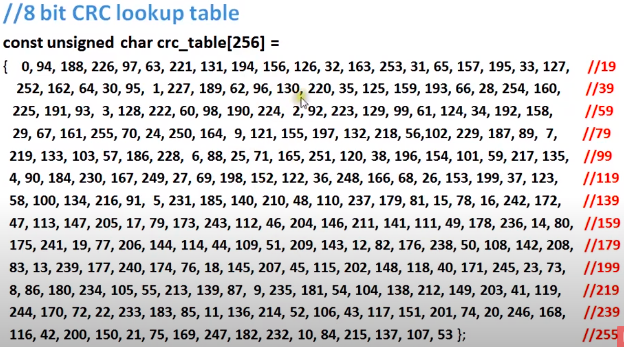 //8 bit CRC lookup table
const unsigned char crc_table[256] =
{ 0, 94, 188, 226, 97, 63, 221, 131, 194, 156, 126, 32, 163, 253, 31, 65, 157, 195, 33, 127, //19
252, 162, 64, 30, 95, 1, 227, 189, 62, 96, 130, 220, 35, 125, 159, 193, 66, 28, 254, 160, //39
225, 191, 93, 3, 128, 222, 60, 98, 190, 224, 2, 92, 223, 129, 99, 61, 124, 34, 192, 158, //59
29, 67, 161, 255, 70, 24, 250, 164, 9, 121, 155, 197, 132, 218, 56,102, 229, 187, 89, 7, //79
219, 133, 103, 57, 186, 228, 6, 88, 25, 71, 165, 251, 120, 38, 196, 154, 101, 59, 217, 135, //99
4, 90, 184, 230, 167, 249, 27, 69, 198, 152, 122, 36, 248, 166, 68, 26, 153, 199, 37, 123, //119
58, 100, 134, 216, 91, 5, 231, 185, 140, 210, 48, 110, 237, 179, 81, 15, 78, 16, 242, 172, //139
47, 113, 147, 205, 17, 79, 173, 243, 112, 46, 204, 146, 211, 141, 111, 49, 178, 236, 14, 80, //159
175, 241, 19, 77, 206, 144, 114, 44, 109, 51, 209, 143, 12, 82, 176, 238, 50, 108, 142, 208, //179
83, 13, 239, 177, 240, 174, 76, 18, 145, 207, 45, 115, 202, 148, 118, 40, 171, 245, 23, 73, //199
8, 86, 180, 234, 105, 55, 213, 139, 87, 9, 235, 181, 54, 104, 138, 212, 149, 203, 41, 119, //219
244, 170, 72, 22, 233, 183, 85, 11, 136, 214, 52, 106, 43, 117, 151, 201, 74, 20, 246, 168, //239
116, 42, 200, 150, 21, 75, 169, 247, 182, 232, 10, 84, 215, 137, 107, 53 }; //255